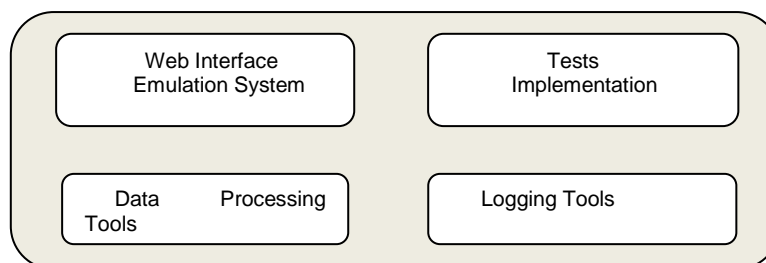 Web Interface
Emulation System
Tests
Implementation
Data Processing
Tools
Logging Tools